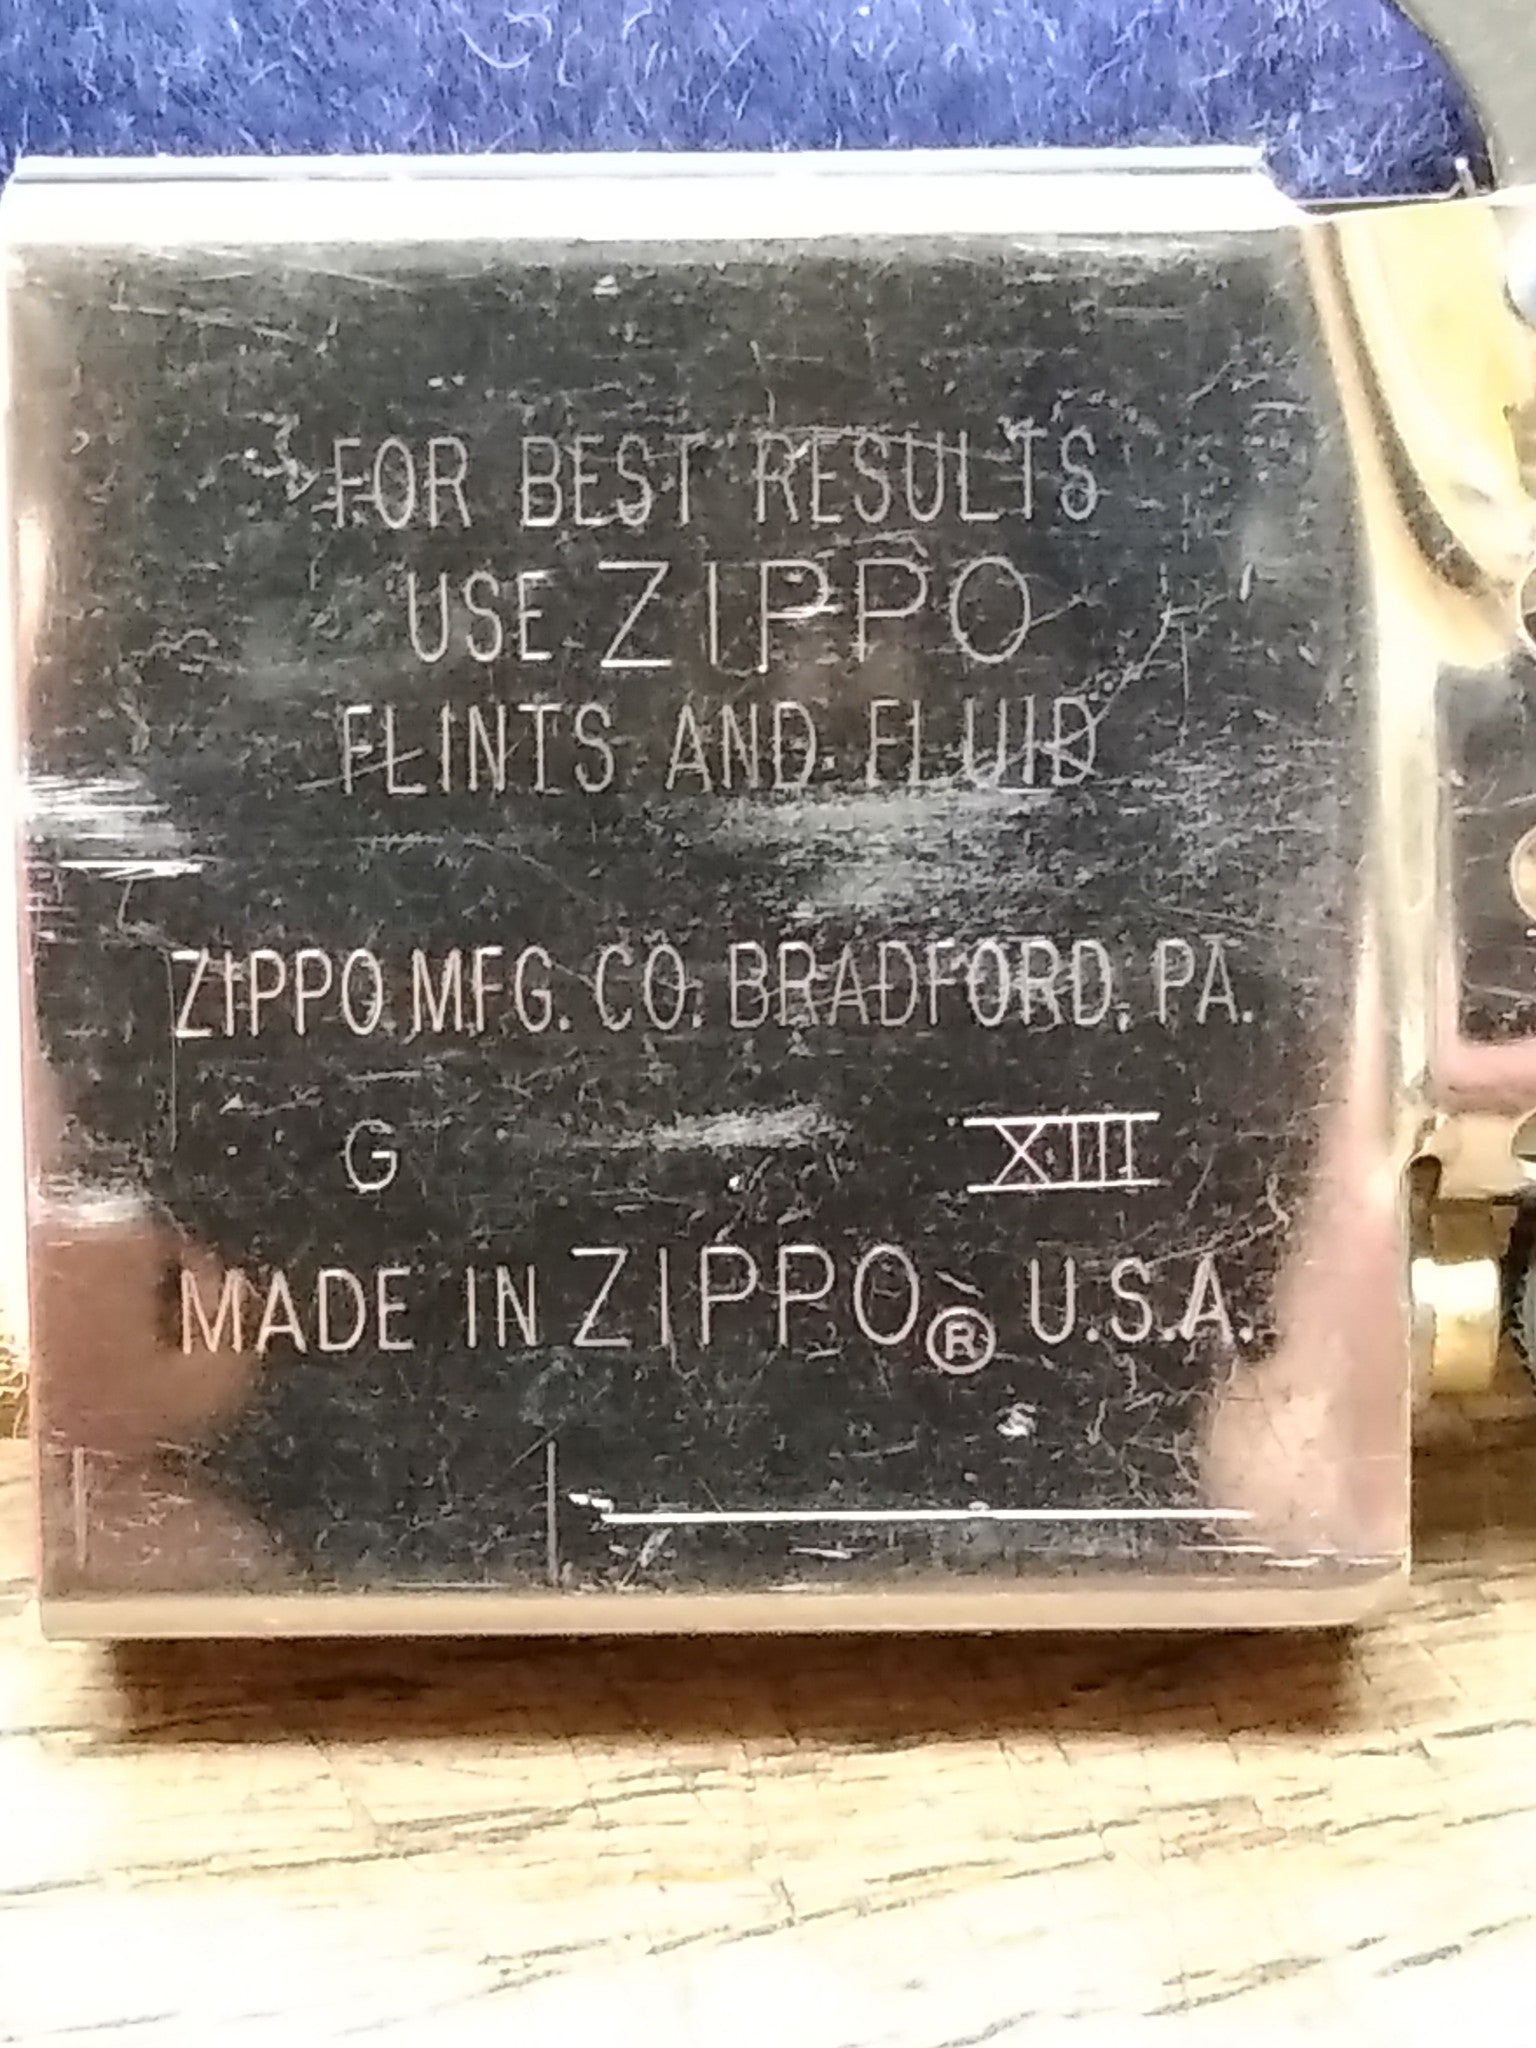 FOR BEST RESULTS
USE ZIPPO
FLINTS AND FLUID
ZIPPO MFG. CO. BRADFORD, PA.
G XIII
MADE IN ZIPPO® U.S.A.